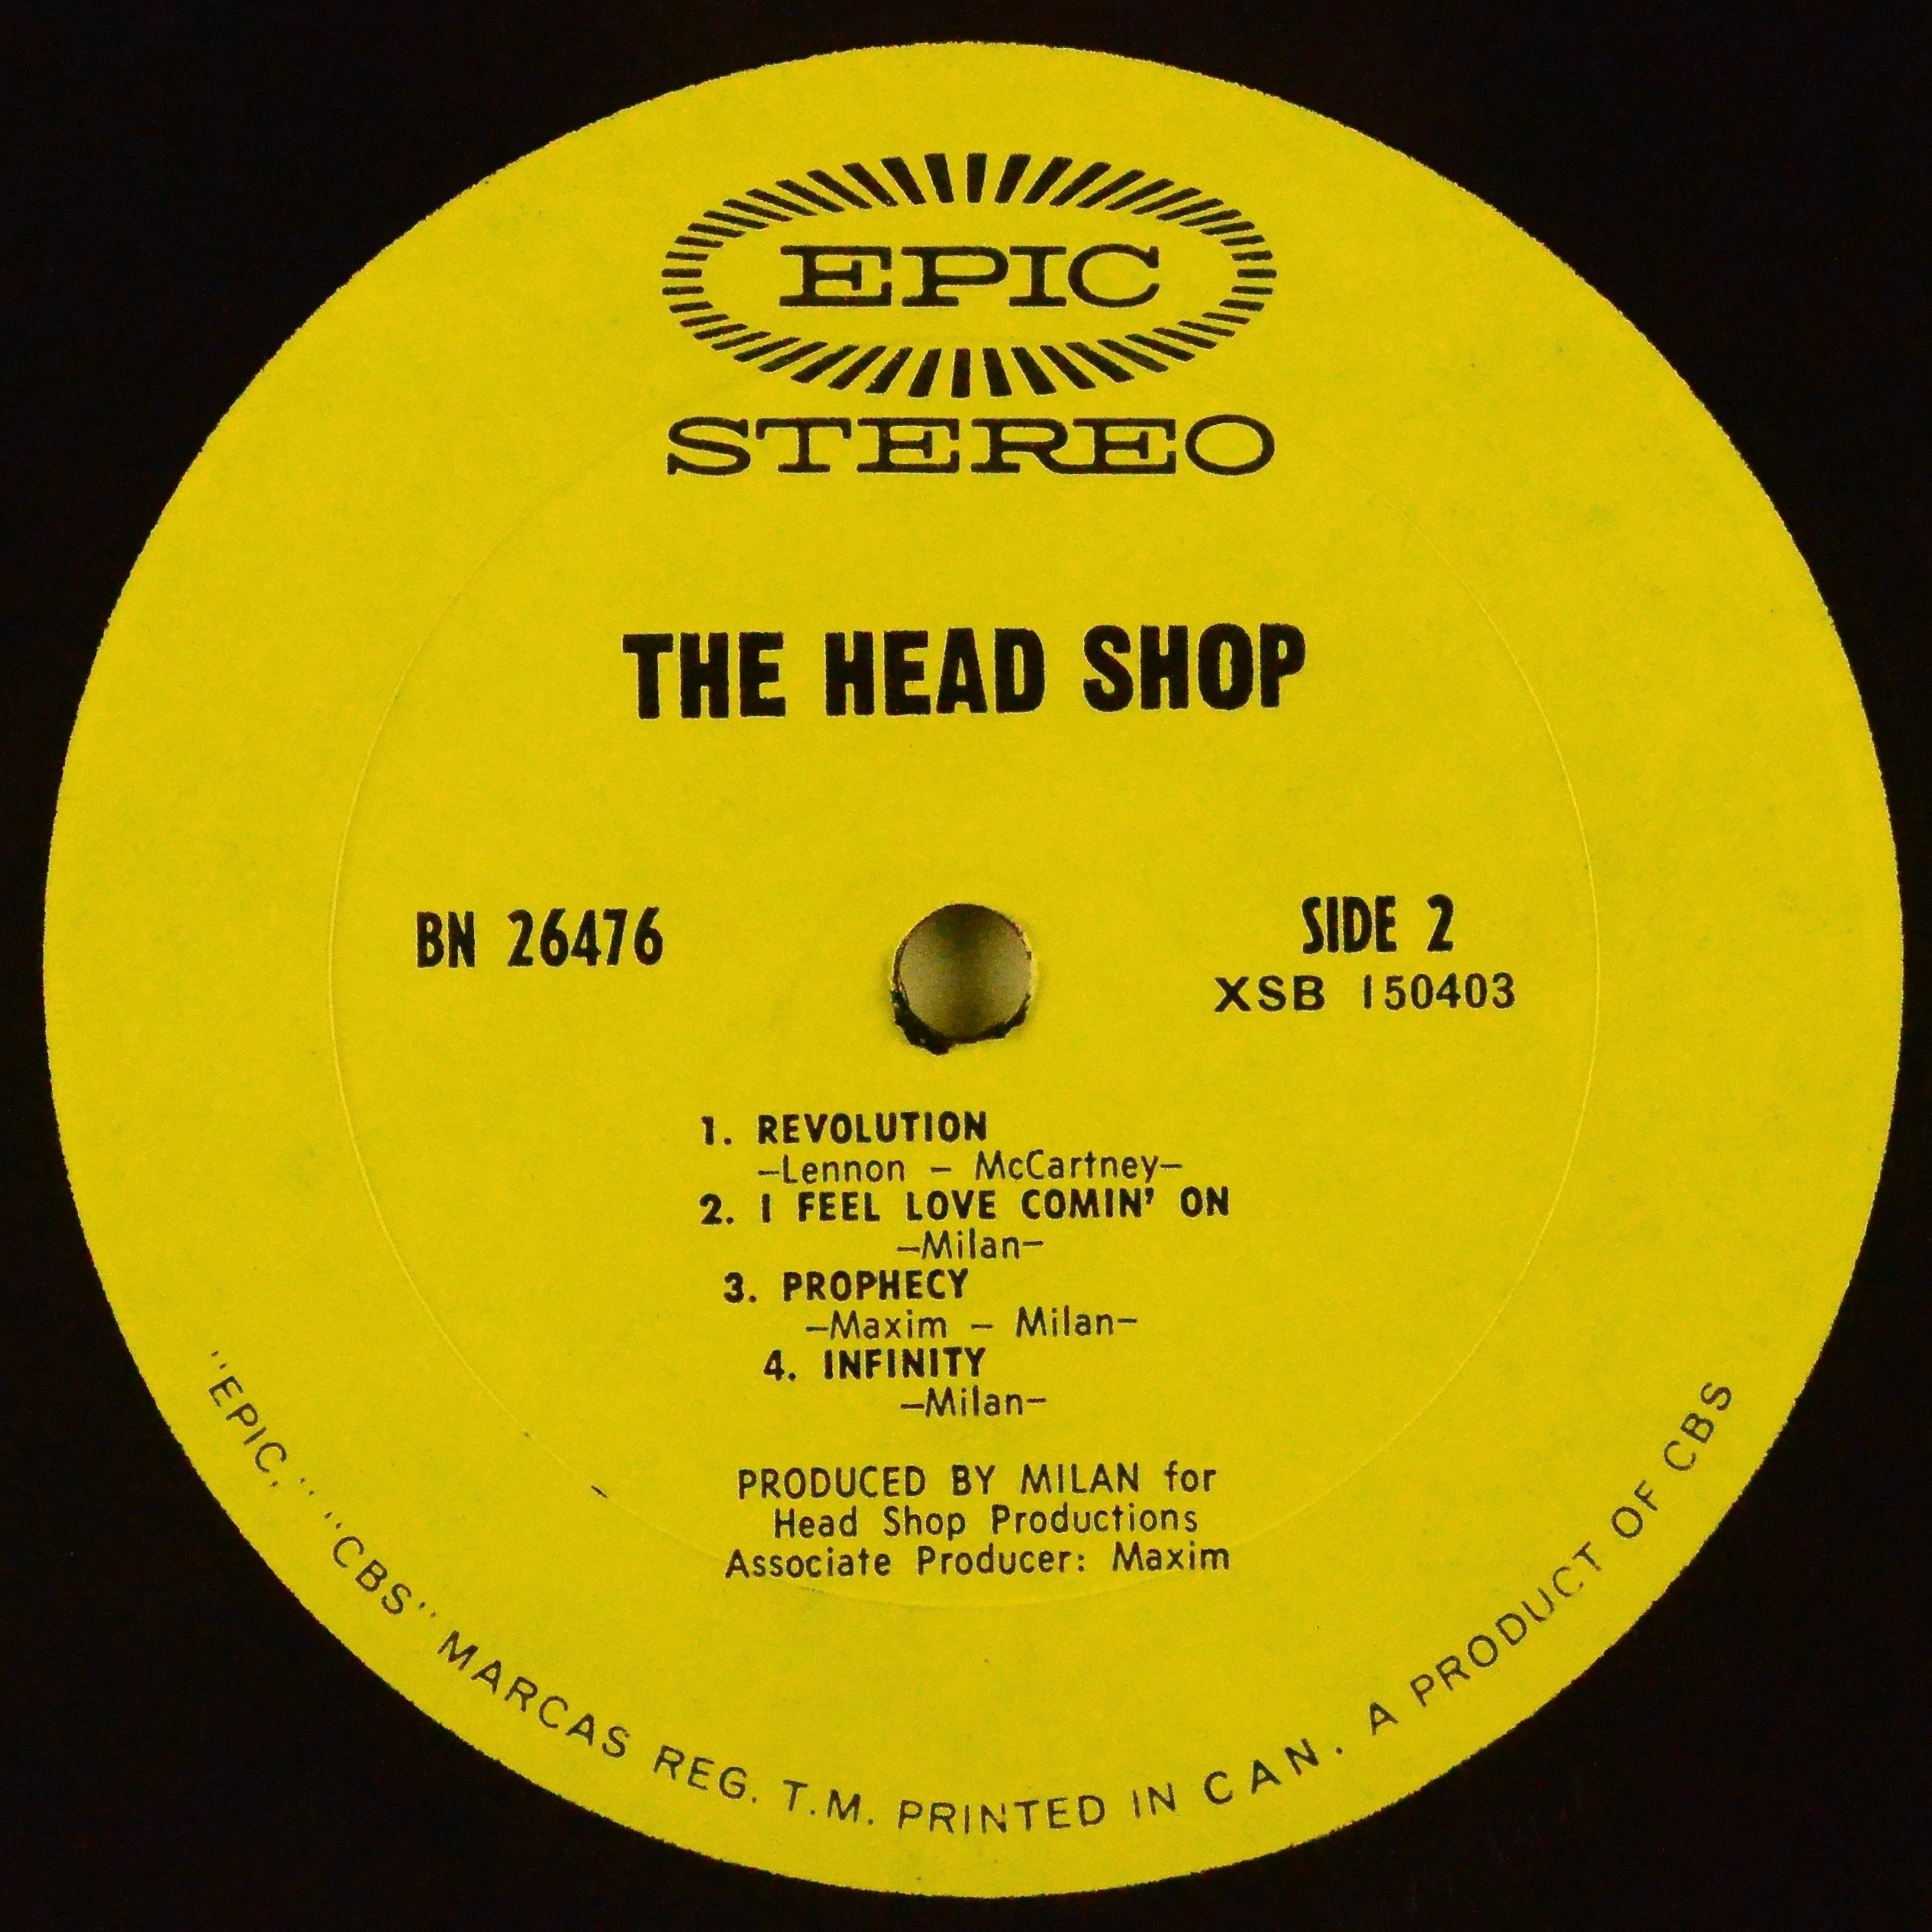 EPIC
STEREO
THE HEAD SHOP
BN 26476
SIDE 2
XSB 150403
1. REVOLUTION
–Lennon – McCartney–
2. I FEEL LOVE COMIN' ON
–Milan–
3. PROPHECY
–Maxim – Milan–
4. INFINITY
–Milan–
PRODUCED BY MILAN for
Head Shop Productions
Associate Producer: Maxim
"EPIC," "CBS" MARCAS REG. T.M. PRINTED IN CAN. A PRODUCT OF CBS